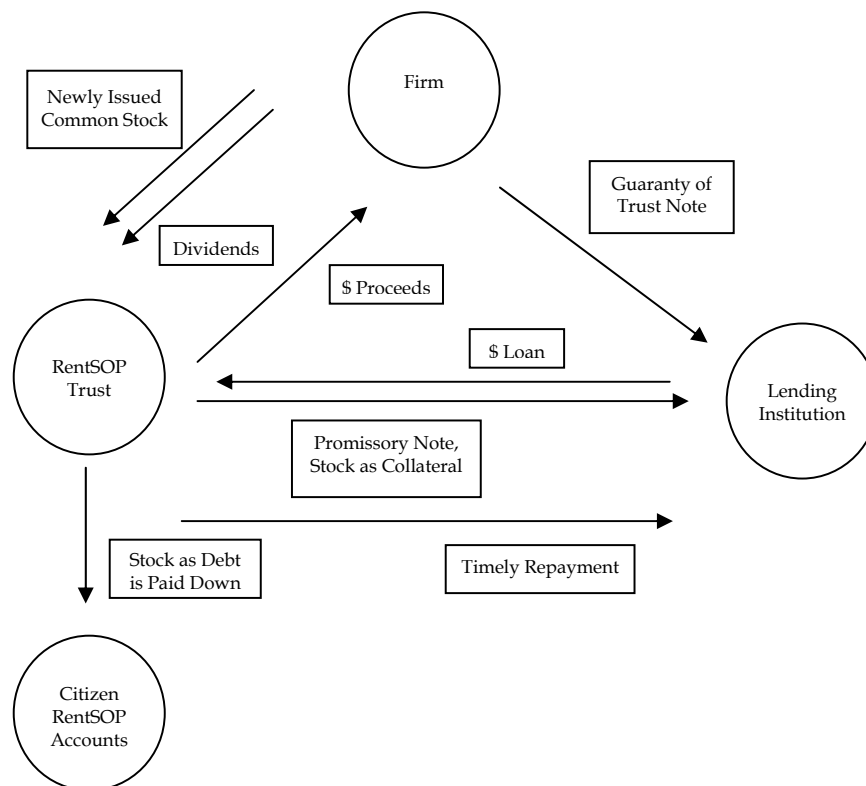 Firm
Newly Issued
Common Stock
Guaranty of
Trust Note
Dividends
$ Proceeds
$ Loan
RentSOP
Trust
Lending
Institution
Promissory Note,
Stock as Collateral
Stock as Debt
is Paid Down
Timely Repayment
Citizen
RentSOP
Accounts